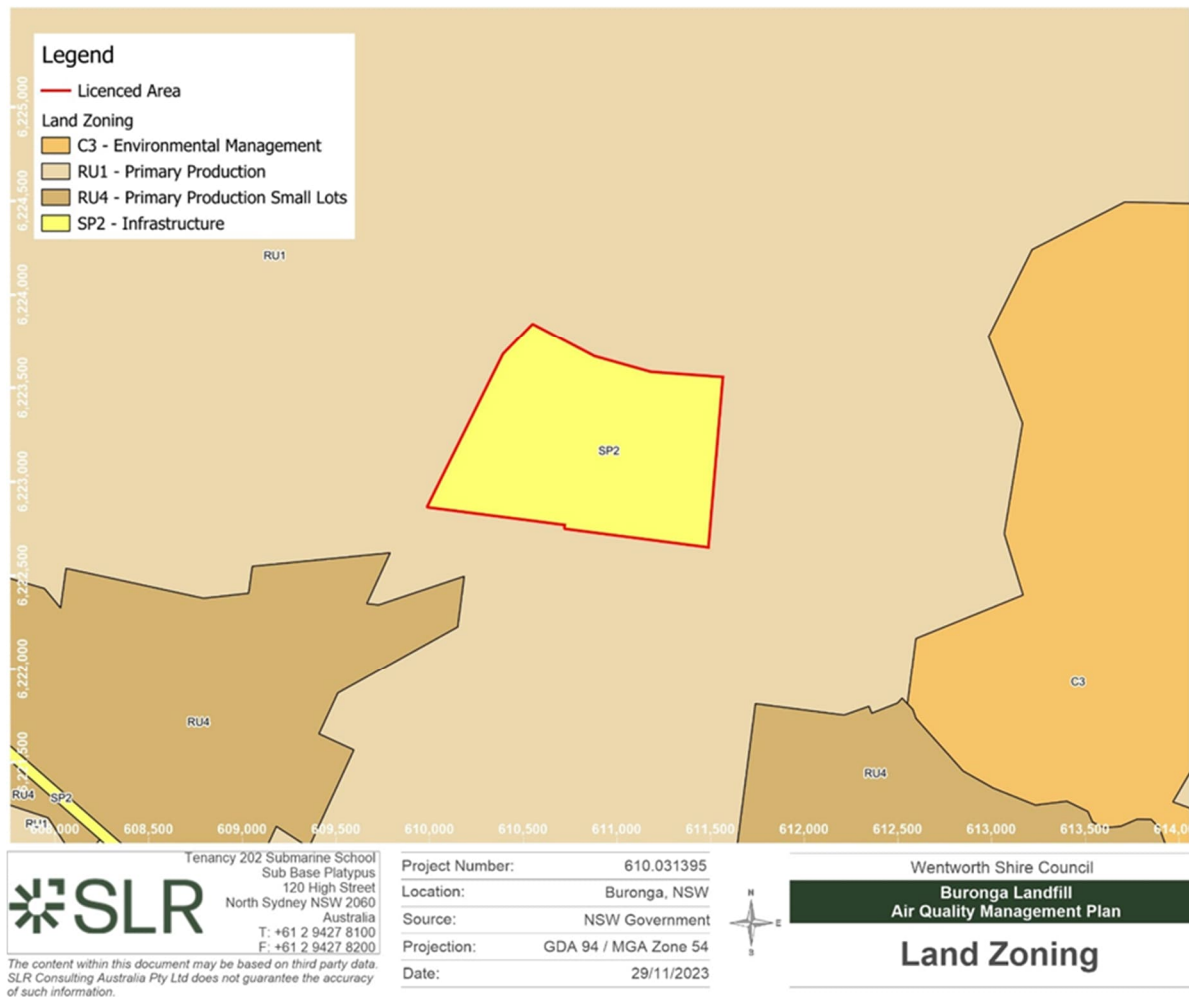 Legend
Licenced Area
Land Zoning
C3 - Environmental Management
RU1 - Primary Production
RU4 - Primary Production Small Lots
SP2 - Infrastructure
6,225,000
6,224,500
6,224,000
6,223,500
6,223,000
6,222,500
6,222,000
RU1
SP2
C3
RU4
RU4
RU4
SP2
RU1
608,500
609,000
609,500
610,000
610,500
611,000
611,500
612,000
612,500
613,000
613,500
SLR
Tenancy 202 Submarine School
Sub Base Platypus
120 High Street
North Sydney NSW 2060
Australia
T: +61 2 9427 8100
F: +61 2 9427 8200
The content within this document may be based on third party data.
SLR Consulting Australia Pty Ltd does not guarantee the accuracy
of such information.
Project Number: 610.031395
Location: Buronga, NSW
Source: NSW Government
Projection: GDA 94 / MGA Zone 54
Date: 29/11/2023
N
E
S
Wentworth Shire Council
Buronga Landfill
Air Quality Management Plan
Land Zoning